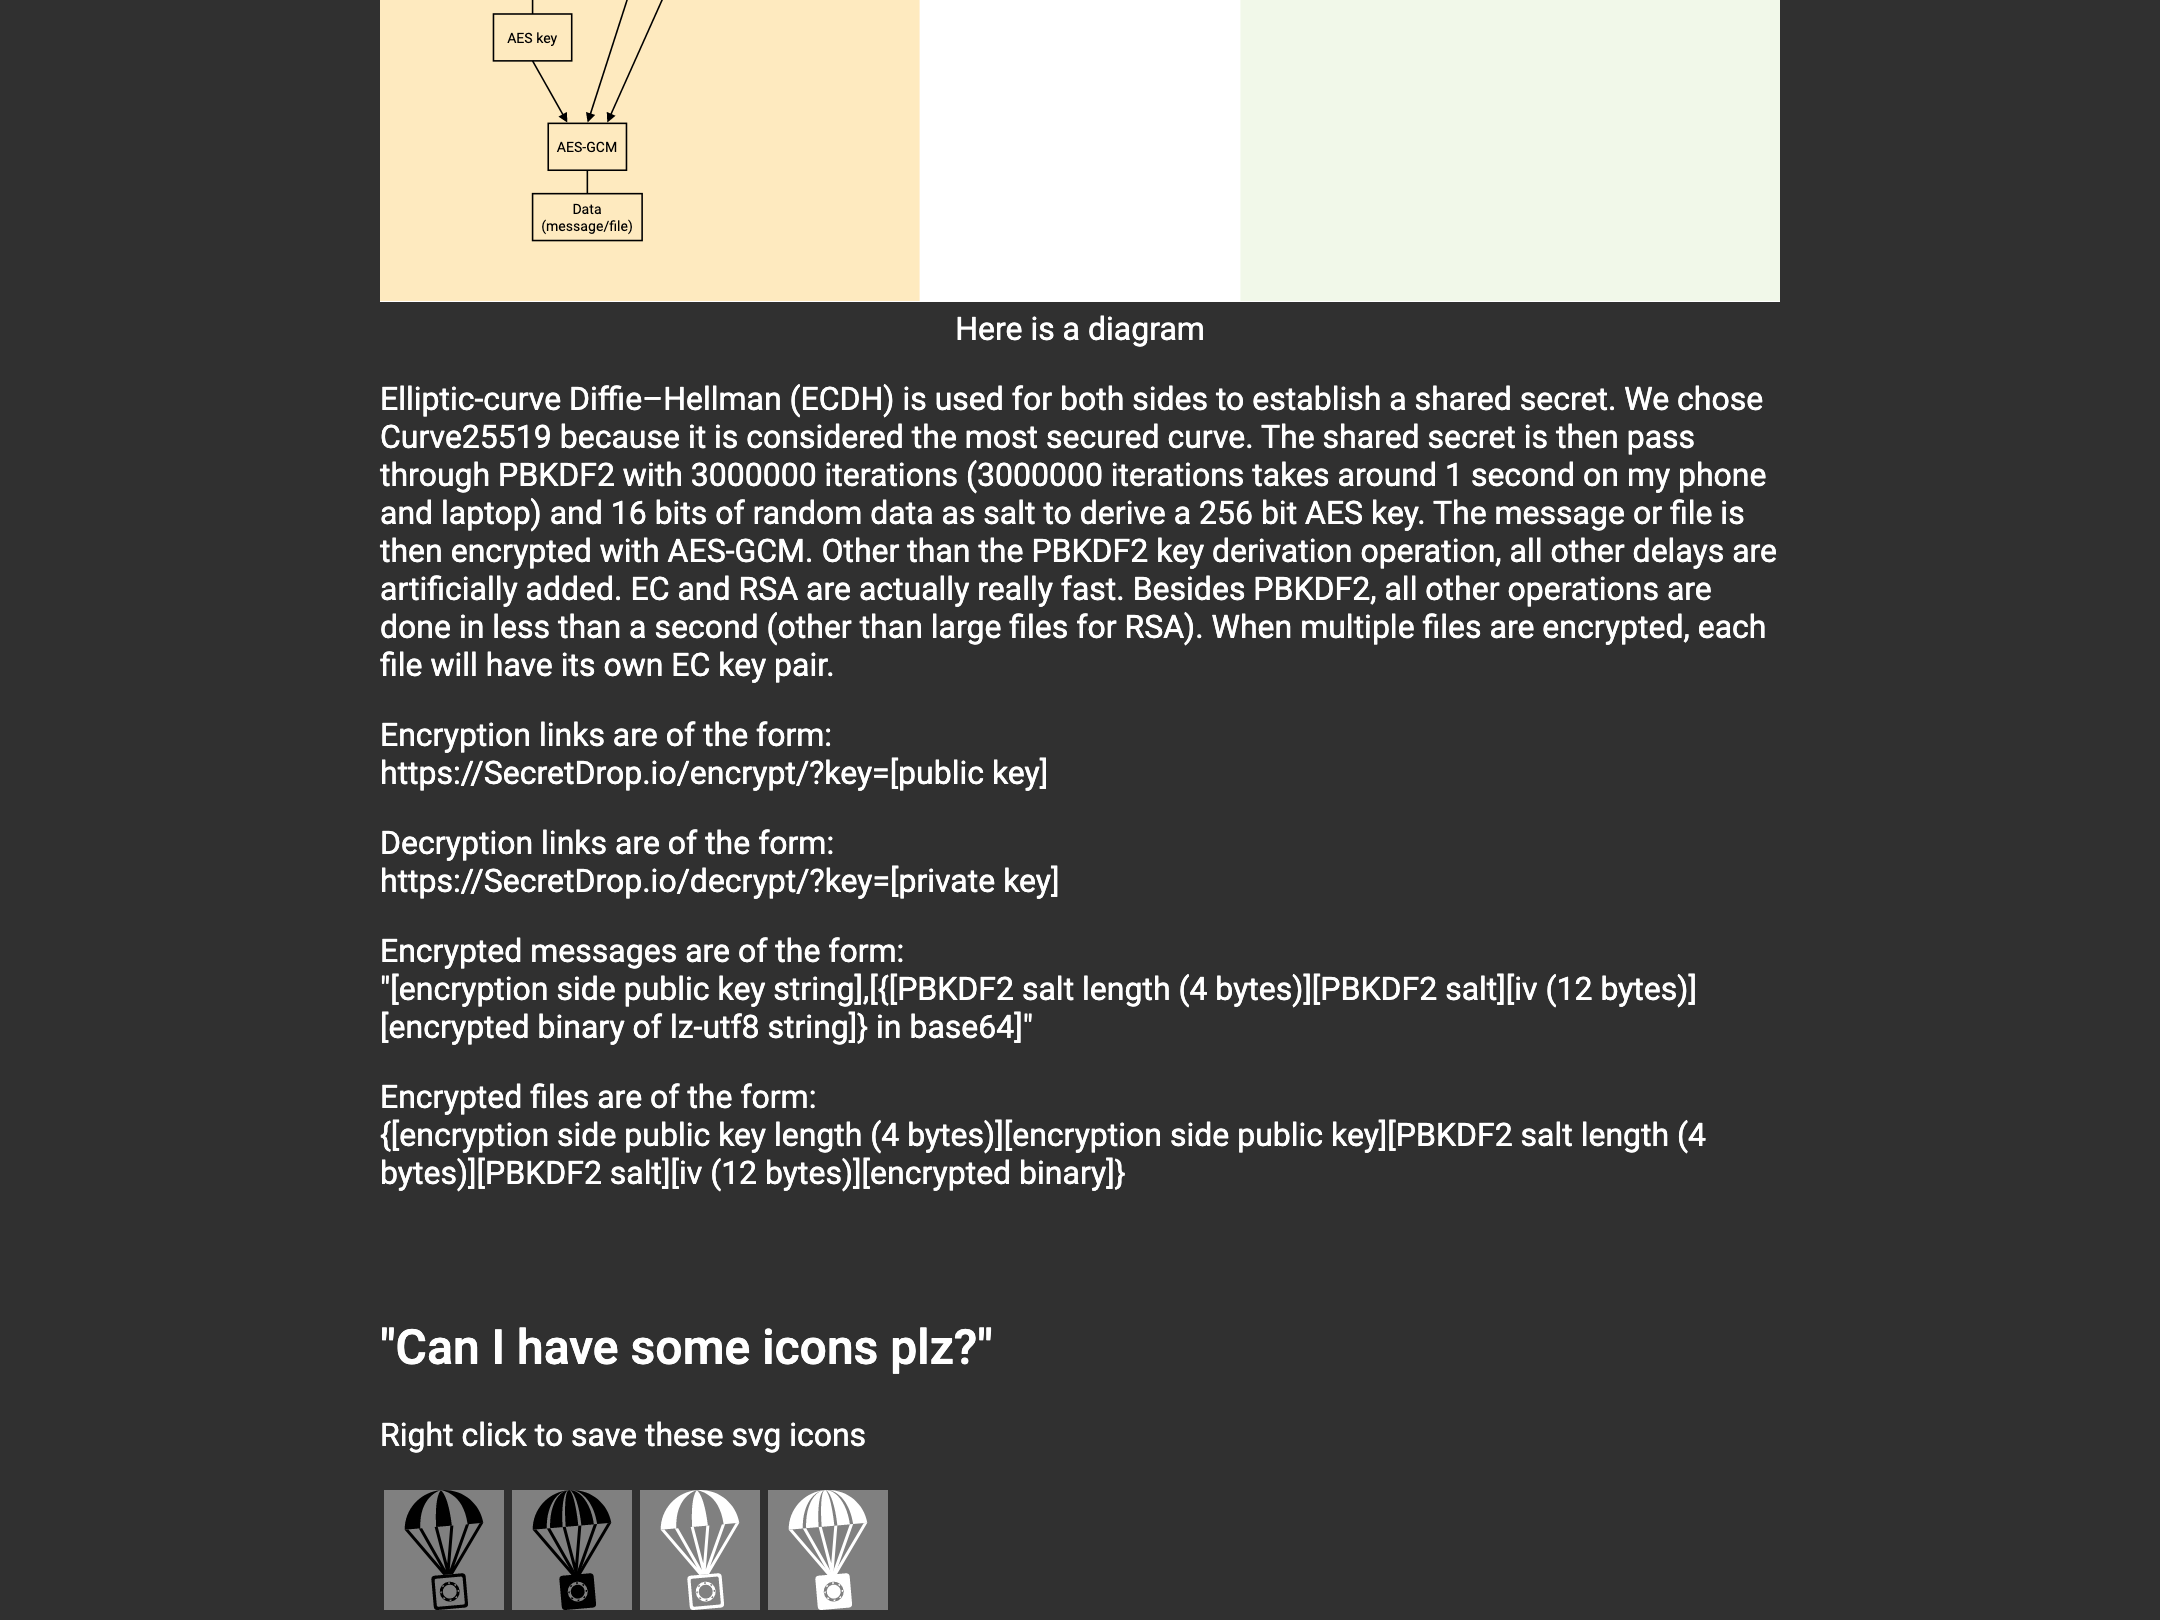 AES key
AES-GCM
Data
(message/file)
Here is a diagram
Elliptic-curve Diffie–Hellman (ECDH) is used for both sides to establish a shared secret. We chose
Curve25519 because it is considered the most secured curve. The shared secret is then pass
through PBKDF2 with 3000000 iterations (3000000 iterations takes around 1 second on my phone
and laptop) and 16 bits of random data as salt to derive a 256 bit AES key. The message or file is
then encrypted with AES-GCM. Other than the PBKDF2 key derivation operation, all other delays are
artificially added. EC and RSA are actually really fast. Besides PBKDF2, all other operations are
done in less than a second (other than large files for RSA). When multiple files are encrypted, each
file will have its own EC key pair.
Encryption links are of the form:
https://SecretDrop.io/encrypt/?key=[public key]
Decryption links are of the form:
https://SecretDrop.io/decrypt/?key=[private key]
Encrypted messages are of the form:
"[encryption side public key string],[{[PBKDF2 salt length (4 bytes)][PBKDF2 salt][iv (12 bytes)]
[encrypted binary of lz-utf8 string]} in base64]"
Encrypted files are of the form:
{[encryption side public key length (4 bytes)][encryption side public key][PBKDF2 salt length (4
bytes)][PBKDF2 salt][iv (12 bytes)][encrypted binary]}
"Can I have some icons plz?"
Right click to save these svg icons